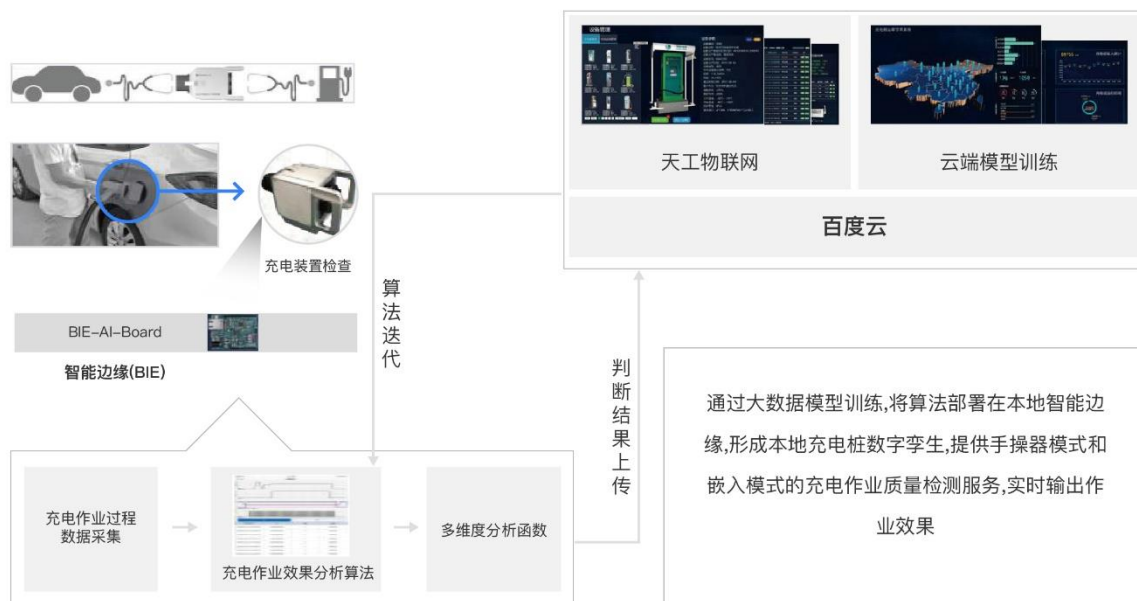 设备管理
天工物联网
云端模型训练
百度云
充电装置检查
BIE-AI-Board
智能边缘(BIE)
算法迭代
判断结果上传
充电作业过程
数据采集
充电作业效果分析算法
多维度分析函数
通过大数据模型训练,将算法部署在本地智能边
缘,形成本地充电桩数字孪生,提供手操器模式和
嵌入模式的充电作业质量检测服务,实时输出作
业效果